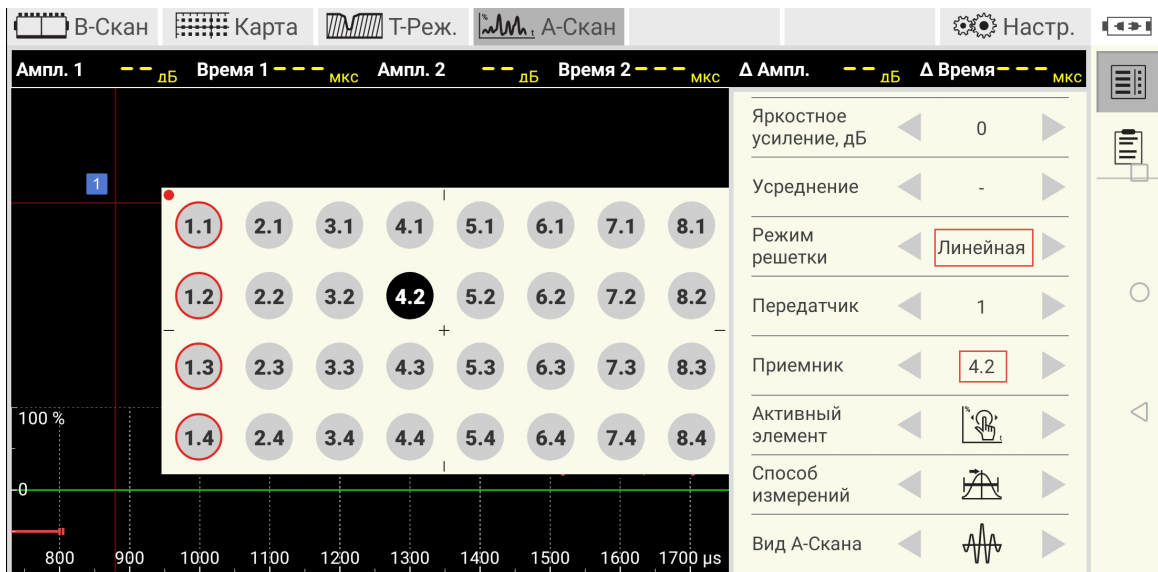 В-Скан Карта Т-Реж. А-Скан Настр.
Ампл. 1 −− дБ Время 1 −−− мкс Ампл. 2 −− дБ Время 2 −−− мкс Δ Ампл. −− дБ Δ Время −−− мкс
1
1.1 2.1 3.1 4.1 5.1 6.1 7.1 8.1
1.2 2.2 3.2 4.2 5.2 6.2 7.2 8.2
1.3 2.3 3.3 4.3 5.3 6.3 7.3 8.3
1.4 2.4 3.4 4.4 5.4 6.4 7.4 8.4
100 %
0
800 900 1000 1100 1200 1300 1400 1500 1600 1700 µs
Яркостное
усиление, дБ 0
Усреднение -
Режим
решетки Линейная
Передатчик 1
Приемник 4.2
Активный
элемент
Способ
измерений
Вид А-Скана